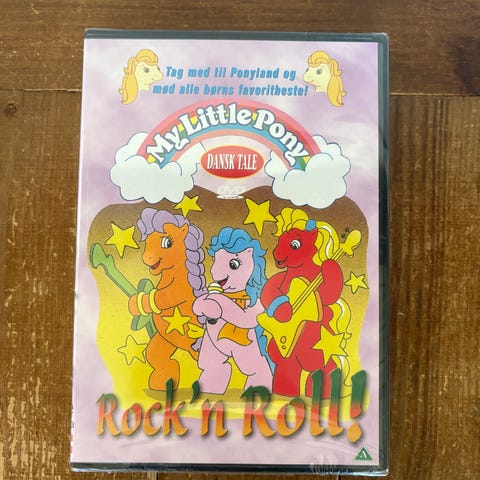 Tag med til Ponyland og
mød alle børns favoritheste!
My Little Pony
DANSK TALE
DVD
Rock'n Roll!
A